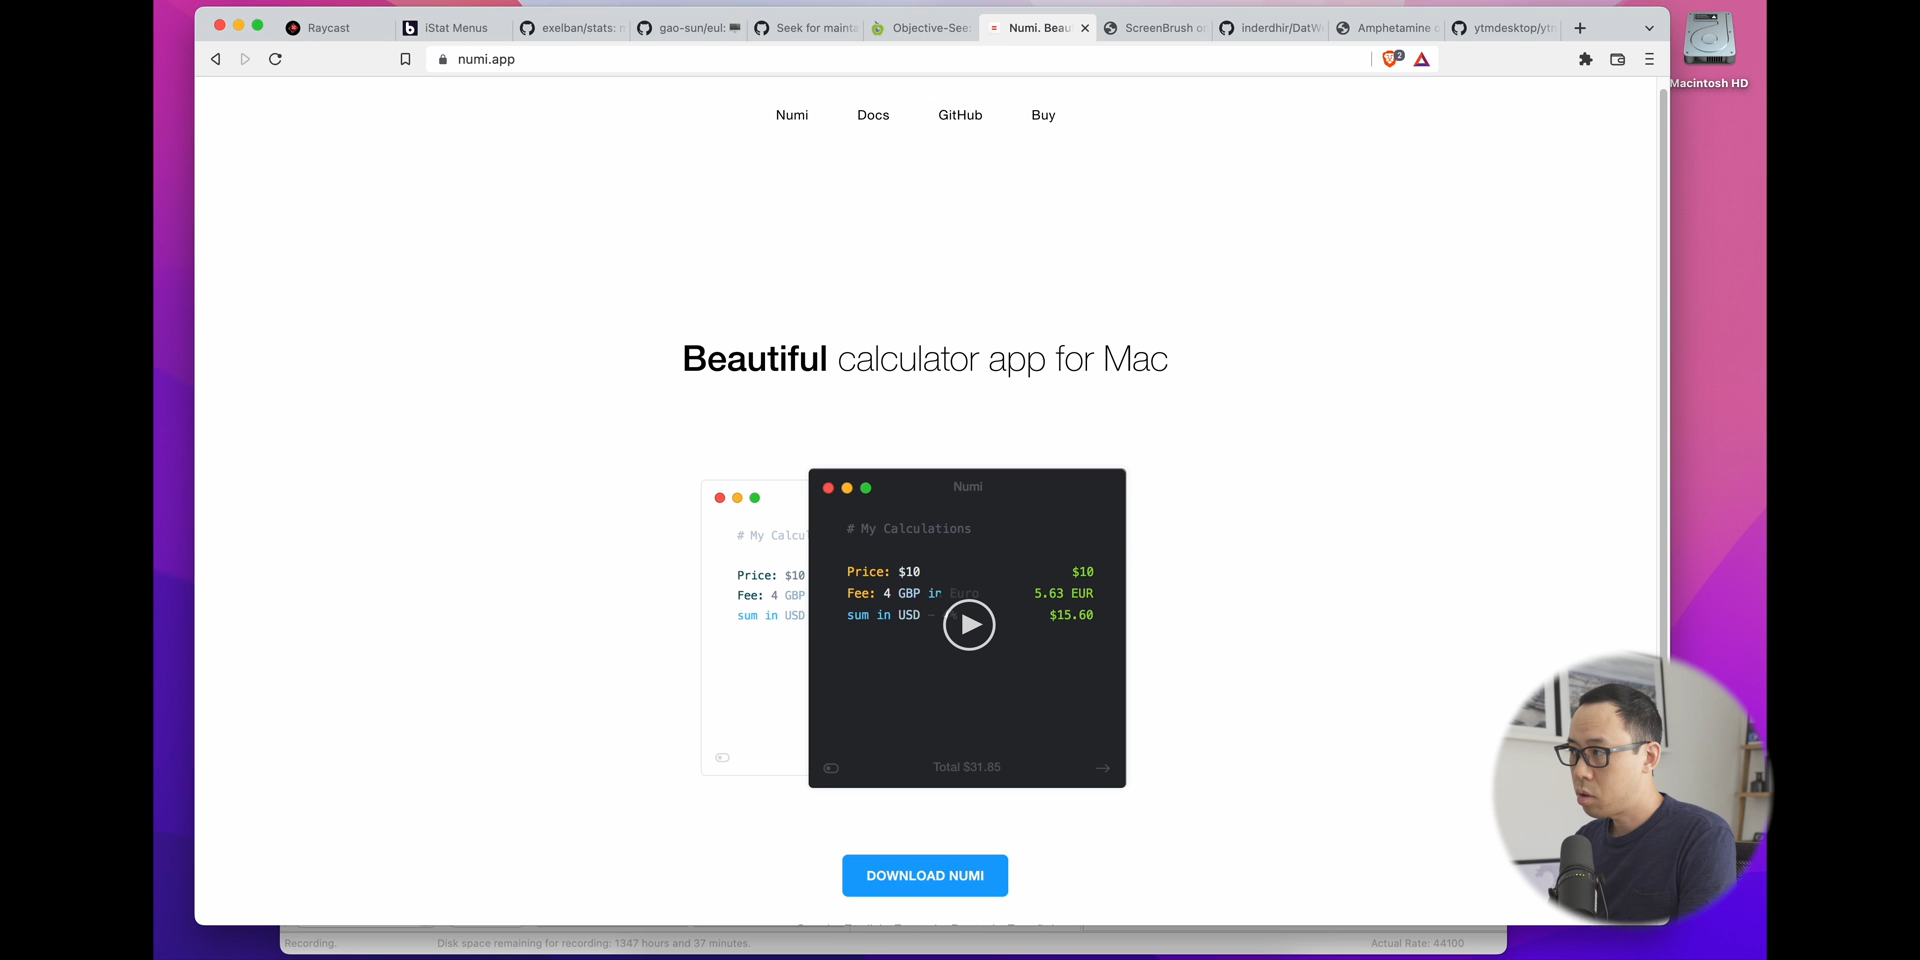 Raycast
iStat Menus
exelban/stats: n
gao-sun/eul:
Seek for mainta
Objective-See:
Numi. Beau
ScreenBrush o
inderdhir/DatW
Amphetamine o
ytmdesktop/ytn
numi.app
2
Macintosh HD
Numi
Docs
GitHub
Buy
Beautiful calculator app for Mac
# My Calcu
Price: $10
Fee: 4 GBP
sum in USD
Numi
# My Calculations
Price: $10 $10
Fee: 4 GBP in Euro 5.63 EUR
sum in USD - $15.60
Total $31.85
DOWNLOAD NUMI
Recording.
Disk space remaining for recording: 1347 hours and 37 minutes.
Actual Rate: 44100